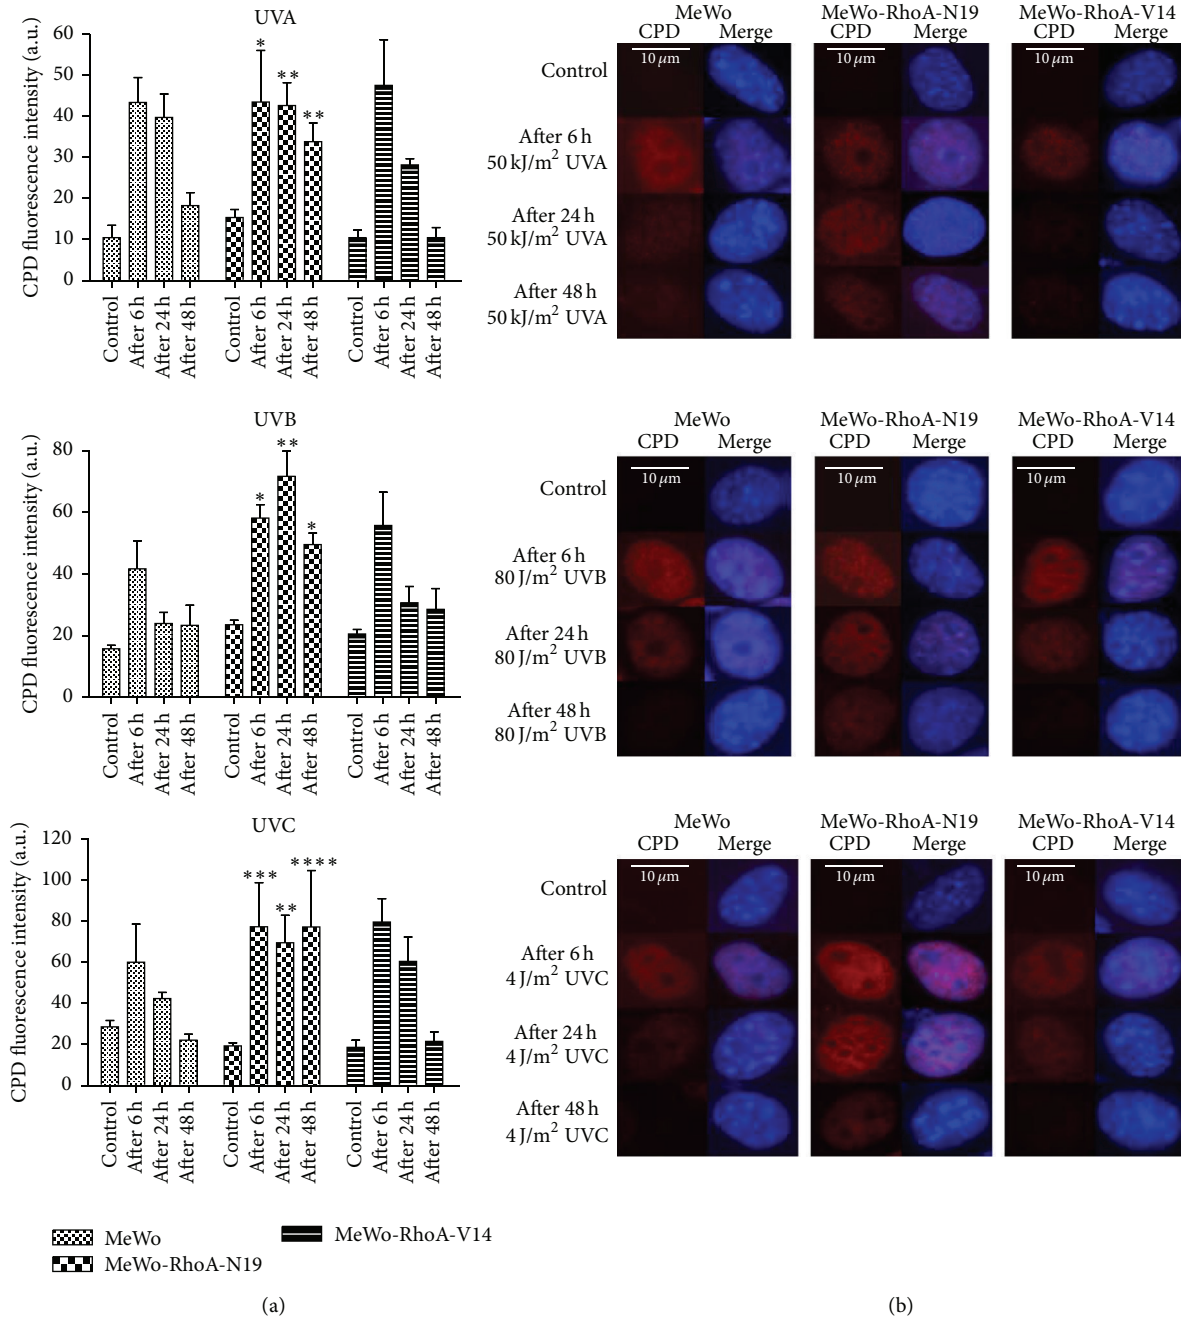 UVA
CPD fluorescence intensity (a.u.)
60
50
40
30
20
10
0
*
**
**
Control
After 6 h
After 24 h
After 48 h
Control
After 6 h
After 24 h
After 48 h
Control
After 6 h
After 24 h
After 48 h
UVB
CPD fluorescence intensity (a.u.)
80
60
40
20
0
*
**
*
Control
After 6 h
After 24 h
After 48 h
Control
After 6 h
After 24 h
After 48 h
Control
After 6 h
After 24 h
After 48 h
UVC
CPD fluorescence intensity (a.u.)
120
100
80
60
40
20
0
***
**
****
Control
After 6 h
After 24 h
After 48 h
Control
After 6 h
After 24 h
After 48 h
Control
After 6 h
After 24 h
After 48 h
MeWo
MeWo-RhoA-N19
MeWo-RhoA-V14
(a)
MeWo MeWo-RhoA-N19 MeWo-RhoA-V14
CPD Merge CPD Merge CPD Merge
10 μm 10 μm 10 μm
Control
After 6 h
50 kJ/m² UVA
After 24 h
50 kJ/m² UVA
After 48 h
50 kJ/m² UVA
MeWo MeWo-RhoA-N19 MeWo-RhoA-V14
CPD Merge CPD Merge CPD Merge
10 μm 10 μm 10 μm
Control
After 6 h
80 J/m² UVB
After 24 h
80 J/m² UVB
After 48 h
80 J/m² UVB
MeWo MeWo-RhoA-N19 MeWo-RhoA-V14
CPD Merge CPD Merge CPD Merge
10 μm 10 μm 10 μm
Control
After 6 h
4 J/m² UVC
After 24 h
4 J/m² UVC
After 48 h
4 J/m² UVC
(b)